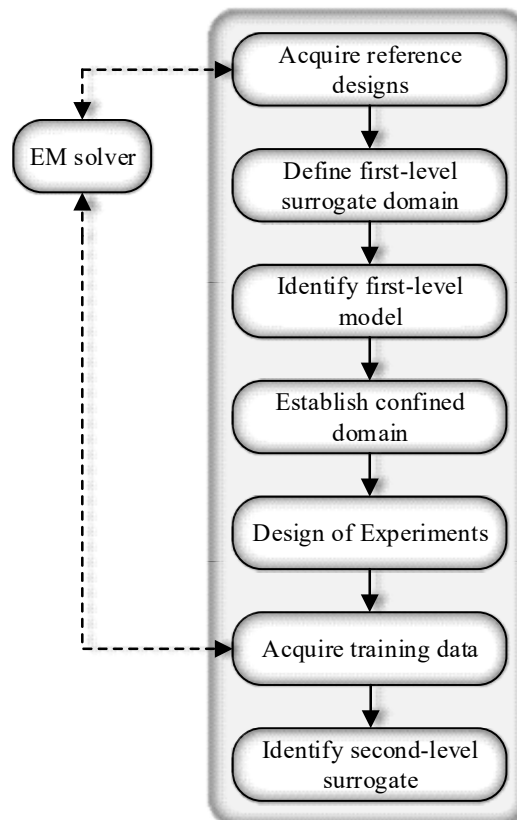 Acquire reference
designs
EM solver
Define first-level
surrogate domain
Identify first-level
model
Establish confined
domain
Design of Experiments
Acquire training data
Identify second-level
surrogate